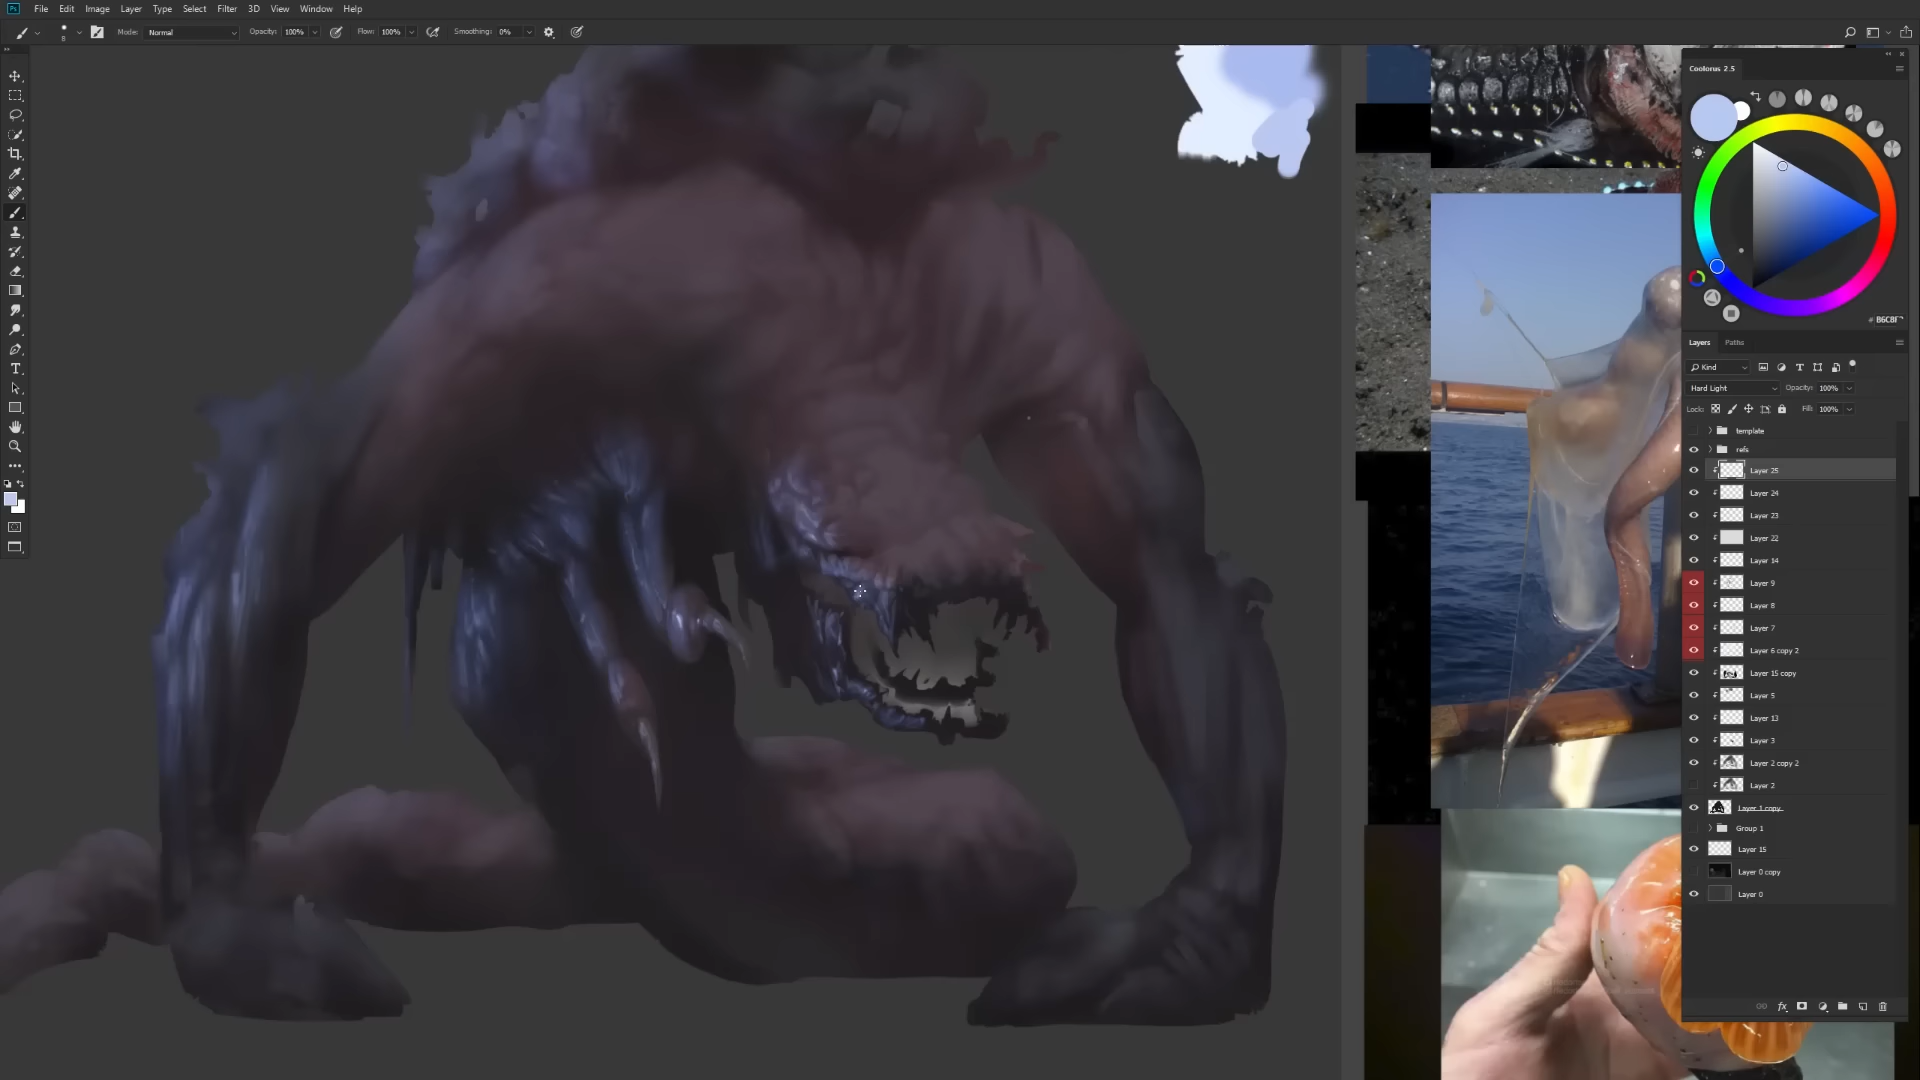 Ps File Edit Image Layer Type Select Filter 3D View Window Help
8 Mode: Normal Opacity: 100% Flow: 100% Smoothing: 0%
Coolorus 2.5
Layers Paths
Kind
Hard Light Opacity: 100%
Lock: Fill: 100%
template
refs
Layer 25
Layer 24
Layer 23
Layer 22
Layer 14
Layer 9
Layer 8
Layer 7
Layer 6 copy 2
Layer 15 copy
Layer 5
Layer 13
Layer 3
Layer 2 copy 2
Layer 2
Layer 1 copy
Group 1
Layer 15
Layer 0 copy
Layer 0
fx